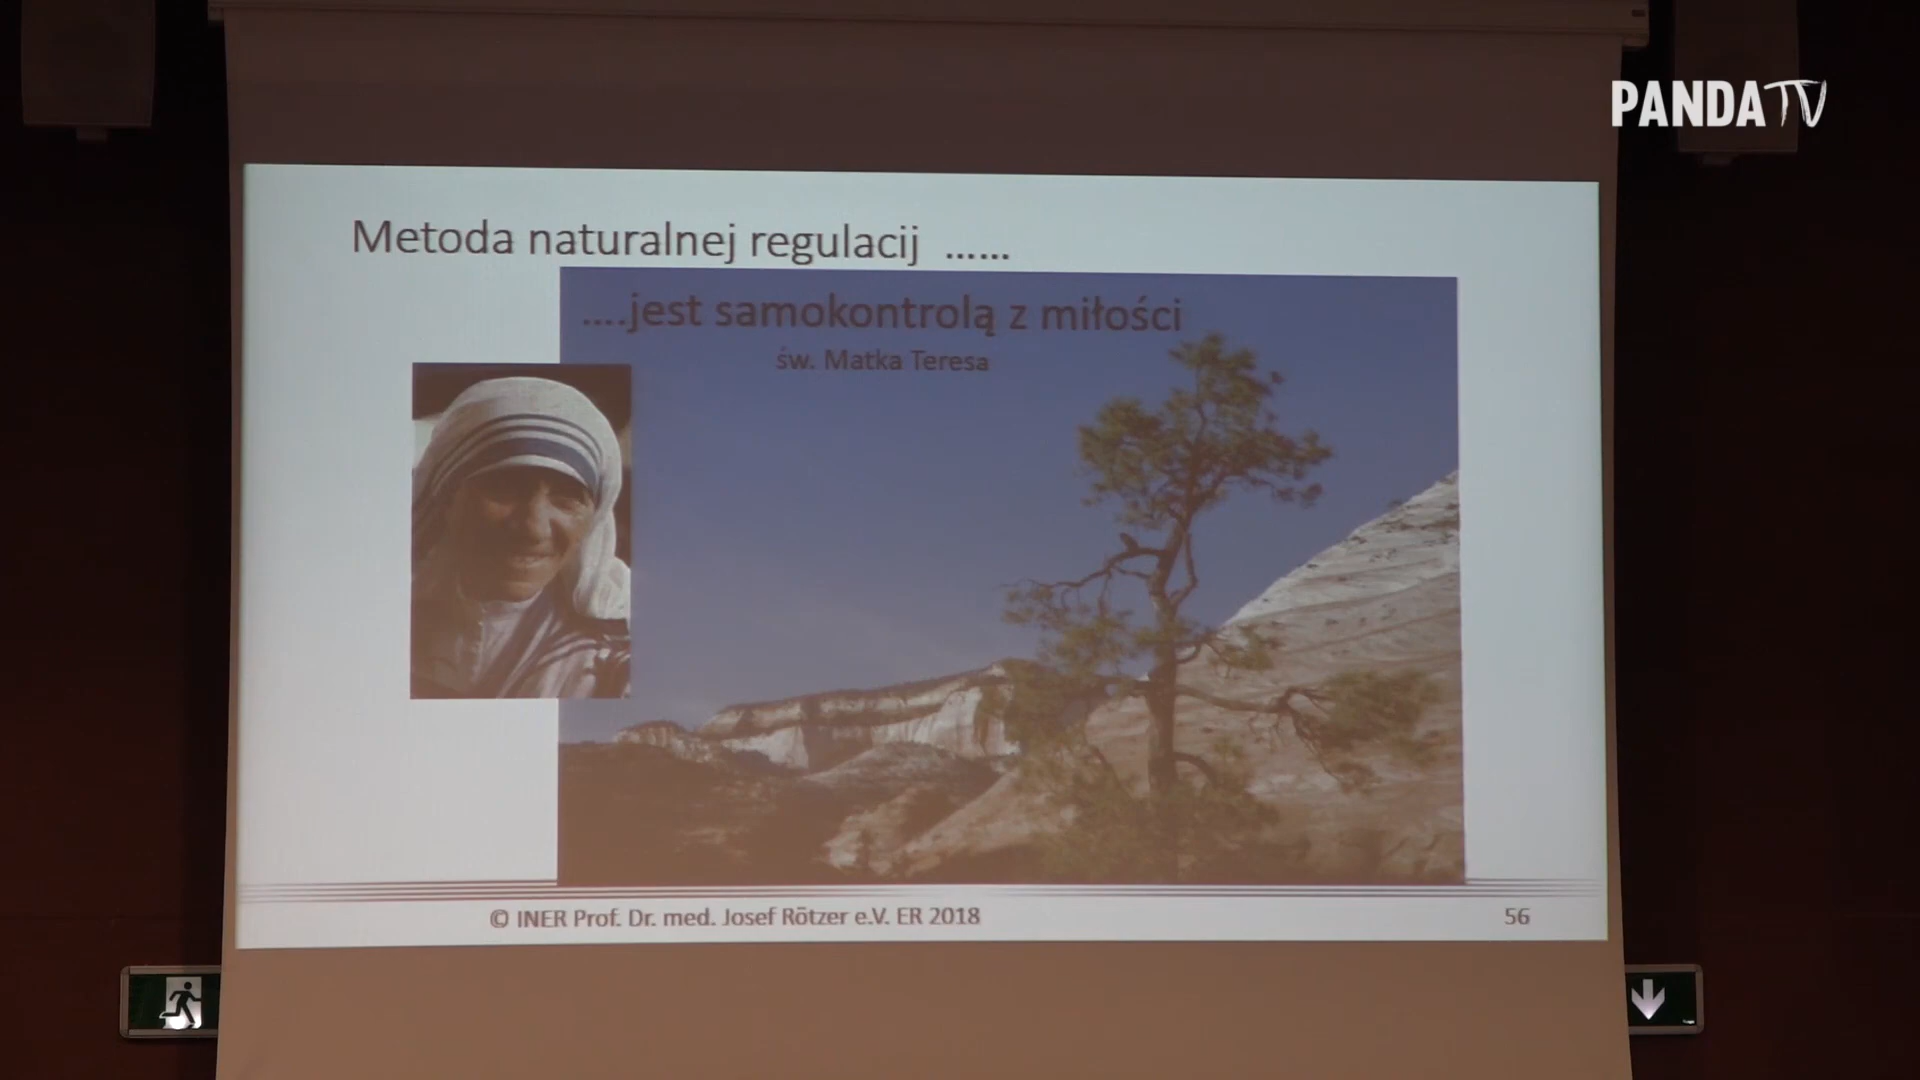 PANDA TV
Metoda naturalnej regulacij ......
....jest samokontrolą z miłości
św. Matka Teresa
© INER Prof. Dr. med. Josef Rötzer e.V. ER 2018
56